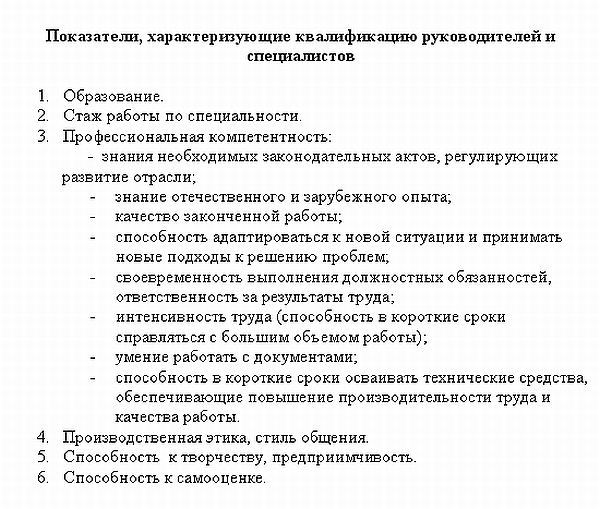 Показатели, характеризующие квалификацию руководителей и
специалистов
1. Образование.
2. Стаж работы по специальности.
3. Профессиональная компетентность:
- знания необходимых законодательных актов, регулирующих
развитие отрасли;
- знание отечественного и зарубежного опыта;
- качество законченной работы;
- способность адаптироваться к новой ситуации и принимать
новые подходы к решению проблем;
- своевременность выполнения должностных обязанностей,
ответственность за результаты труда;
- интенсивность труда (способность в короткие сроки
справляться с большим объемом работы);
- умение работать с документами;
- способность в короткие сроки осваивать технические средства,
обеспечивающие повышение производительности труда и
качества работы.
4. Производственная этика, стиль общения.
5. Способность к творчеству, предприимчивость.
6. Способность к самооценке.